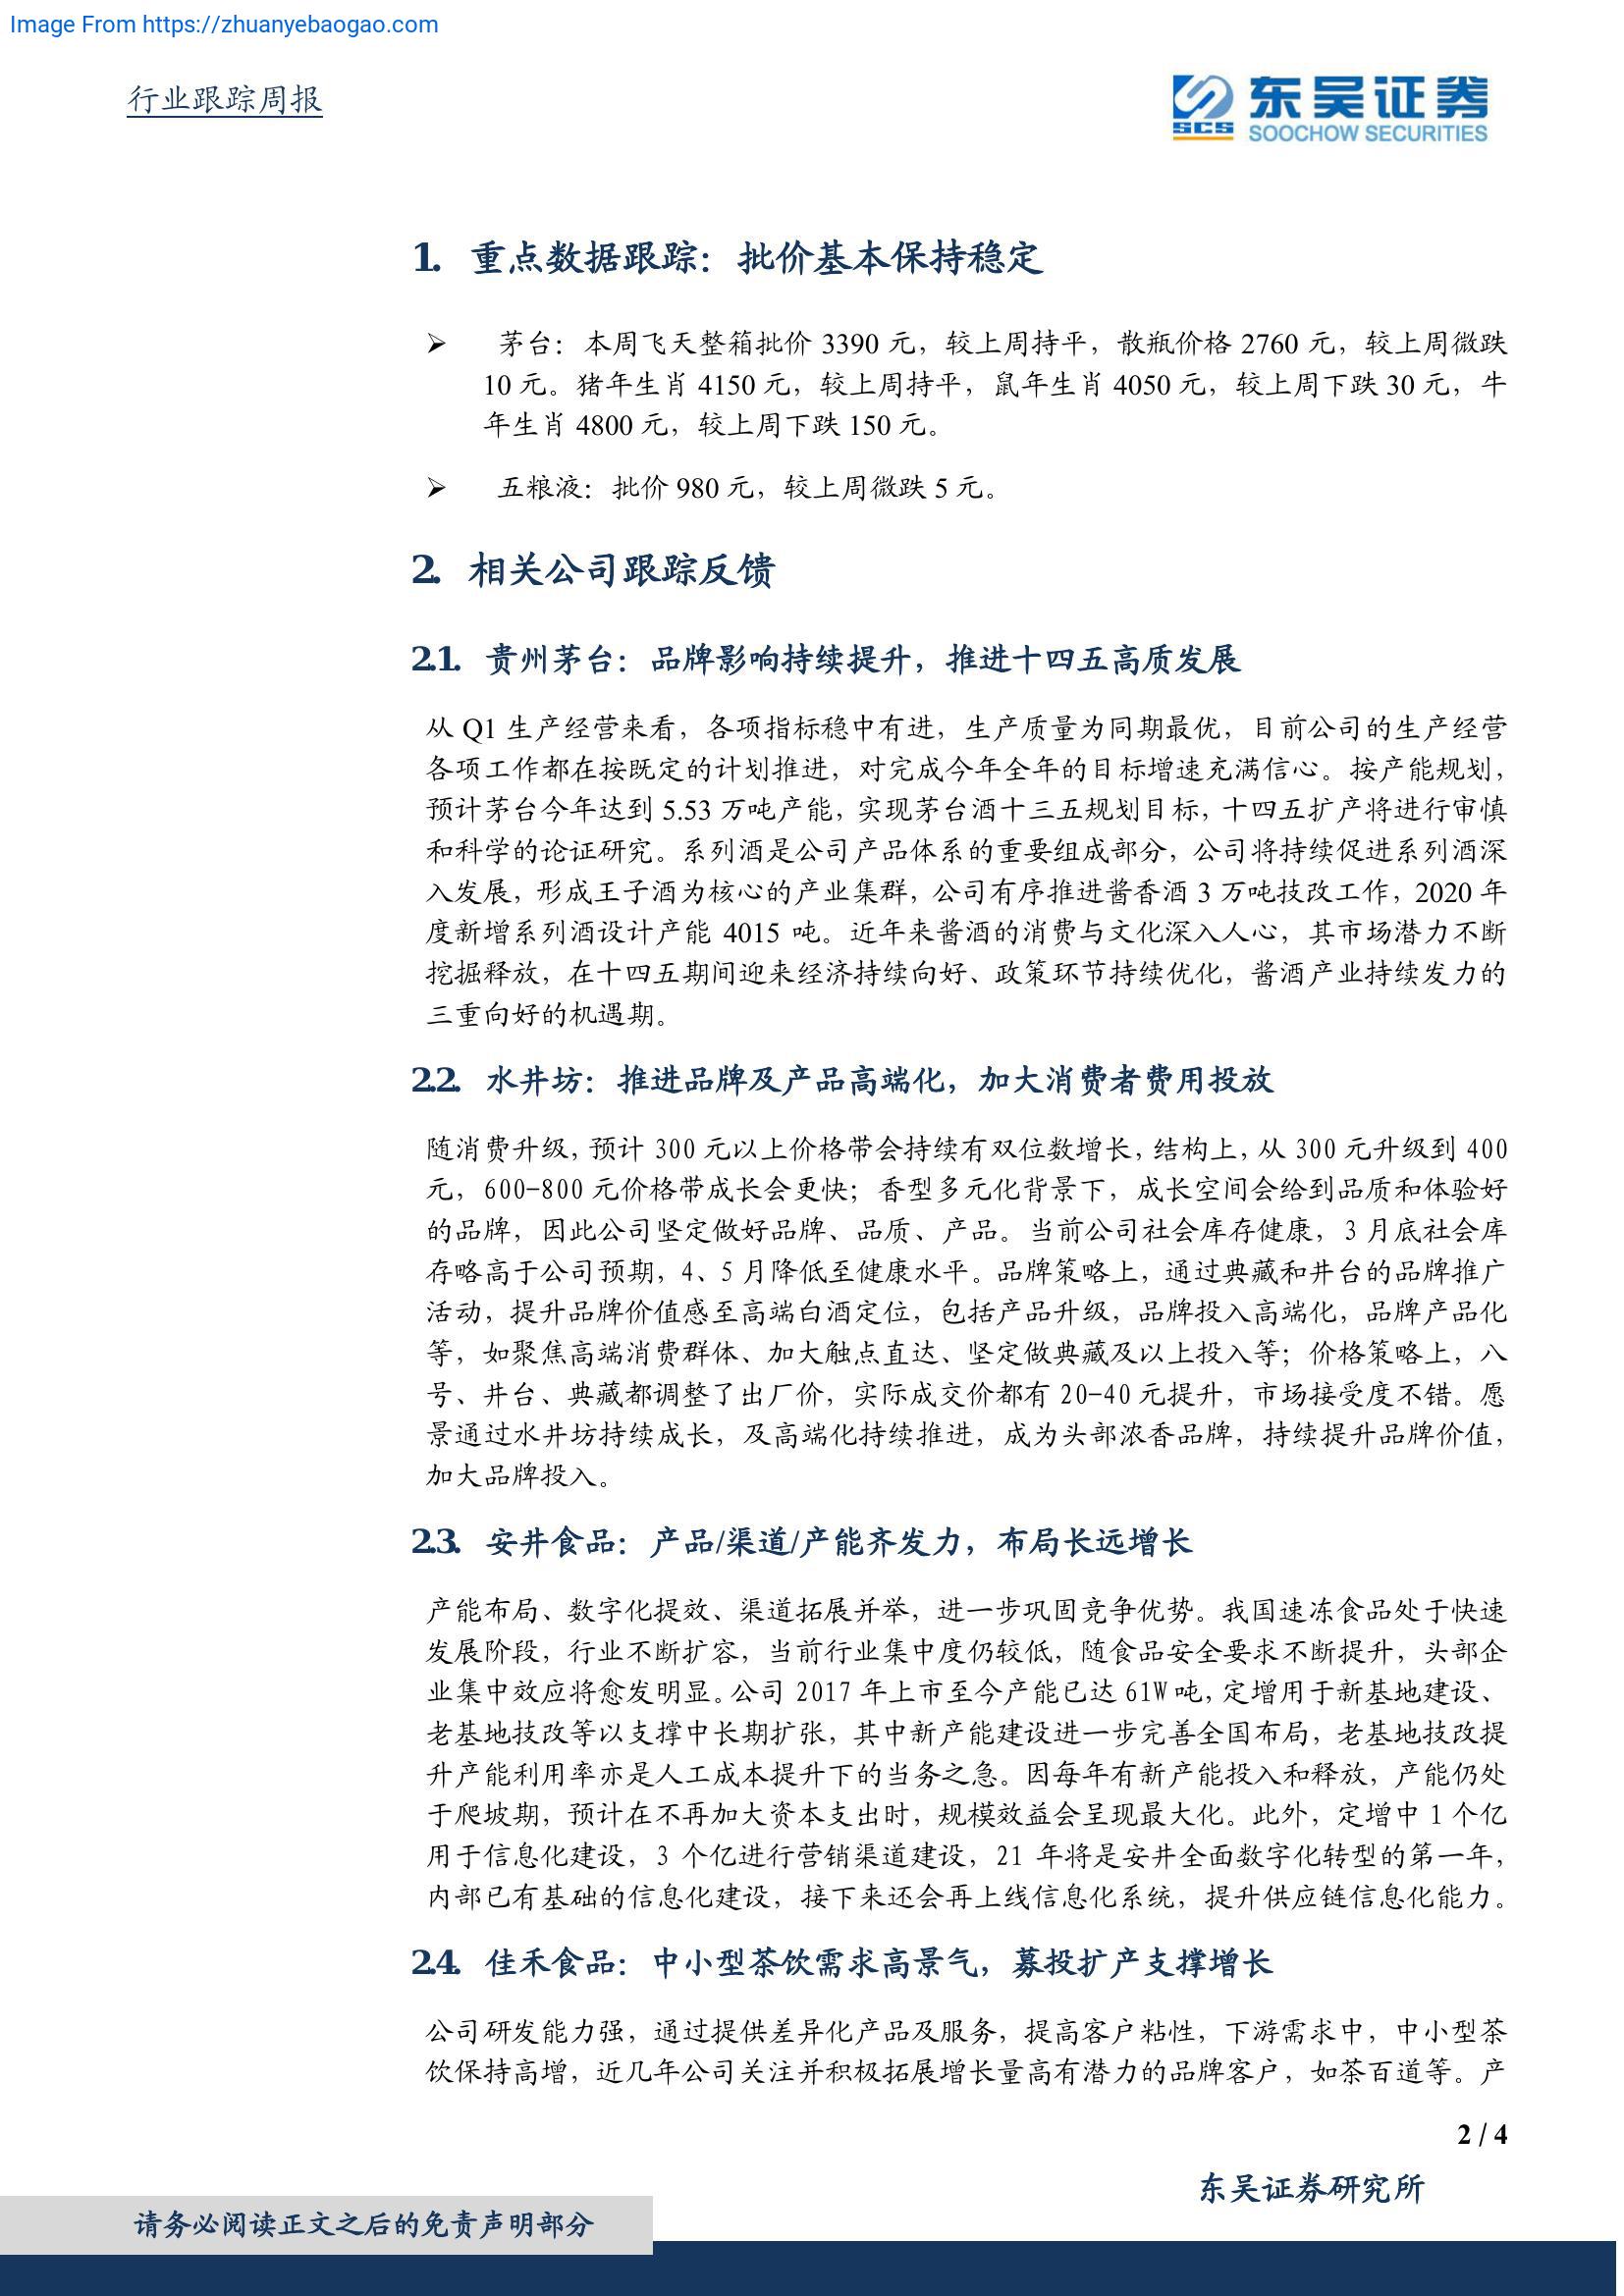 Image From https://zhuanyebaogao.com
行业跟踪周报
东吴证券
SCS
SOOCHOW SECURITIES
1. 重点数据跟踪：批价基本保持稳定
➢ 茅台：本周飞天整箱批价 3390 元，较上周持平，散瓶价格 2760 元，较上周微跌
10 元。猪年生肖 4150 元，较上周持平，鼠年生肖 4050 元，较上周下跌 30 元，牛
年生肖 4800 元，较上周下跌 150 元。
➢ 五粮液：批价 980 元，较上周微跌 5 元。
2. 相关公司跟踪反馈
2.1. 贵州茅台：品牌影响持续提升，推进十四五高质发展
从 Q1 生产经营来看，各项指标稳中有进，生产质量为同期最优，目前公司的生产经营
各项工作都在按既定的计划推进，对完成今年全年的目标增速充满信心。按产能规划，
预计茅台今年达到 5.53 万吨产能，实现茅台酒十三五规划目标，十四五扩产将进行审慎
和科学的论证研究。系列酒是公司产品体系的重要组成部分，公司将持续促进系列酒深
入发展，形成王子酒为核心的产业集群，公司有序推进酱香酒 3 万吨技改工作，2020 年
度新增系列酒设计产能 4015 吨。近年来酱酒的消费与文化深入人心，其市场潜力不断
挖掘释放，在十四五期间迎来经济持续向好、政策环节持续优化，酱酒产业持续发力的
三重向好的机遇期。
2.2. 水井坊：推进品牌及产品高端化，加大消费者费用投放
随消费升级，预计 300 元以上价格带会持续有双位数增长，结构上，从 300 元升级到 400
元，600-800 元价格带成长会更快；香型多元化背景下，成长空间会给到品质和体验好
的品牌，因此公司坚定做好品牌、品质、产品。当前公司社会库存健康，3 月底社会库
存略高于公司预期，4、5 月降低至健康水平。品牌策略上，通过典藏和井台的品牌推广
活动，提升品牌价值感至高端白酒定位，包括产品升级，品牌投入高端化，品牌产品化
等，如聚焦高端消费群体、加大触点直达、坚定做典藏及以上投入等；价格策略上，八
号、井台、典藏都调整了出厂价，实际成交价都有 20-40 元提升，市场接受度不错。愿
景通过水井坊持续成长，及高端化持续推进，成为头部浓香品牌，持续提升品牌价值，
加大品牌投入。
2.3. 安井食品：产品/渠道/产能齐发力，布局长远增长
产能布局、数字化提效、渠道拓展并举，进一步巩固竞争优势。我国速冻食品处于快速
发展阶段，行业不断扩容，当前行业集中度仍较低，随食品安全要求不断提升，头部企
业集中效应将愈发明显。公司 2017 年上市至今产能已达 61W 吨，定增用于新基地建设、
老基地技改等以支撑中长期扩张，其中新产能建设进一步完善全国布局，老基地技改提
升产能利用率亦是人工成本提升下的当务之急。因每年有新产能投入和释放，产能仍处
于爬坡期，预计在不再加大资本支出时，规模效益会呈现最大化。此外，定增中 1 个亿
用于信息化建设，3 个亿进行营销渠道建设，21 年将是安井全面数字化转型的第一年，
内部已有基础的信息化建设，接下来还会再上线信息化系统，提升供应链信息化能力。
2.4. 佳禾食品：中小型茶饮需求高景气，募投扩产支撑增长
公司研发能力强，通过提供差异化产品及服务，提高客户粘性，下游需求中，中小型茶
饮保持高增，近几年公司关注并积极拓展增长量高有潜力的品牌客户，如茶百道等。产
2 / 4
东吴证券研究所
请务必阅读正文之后的免责声明部分